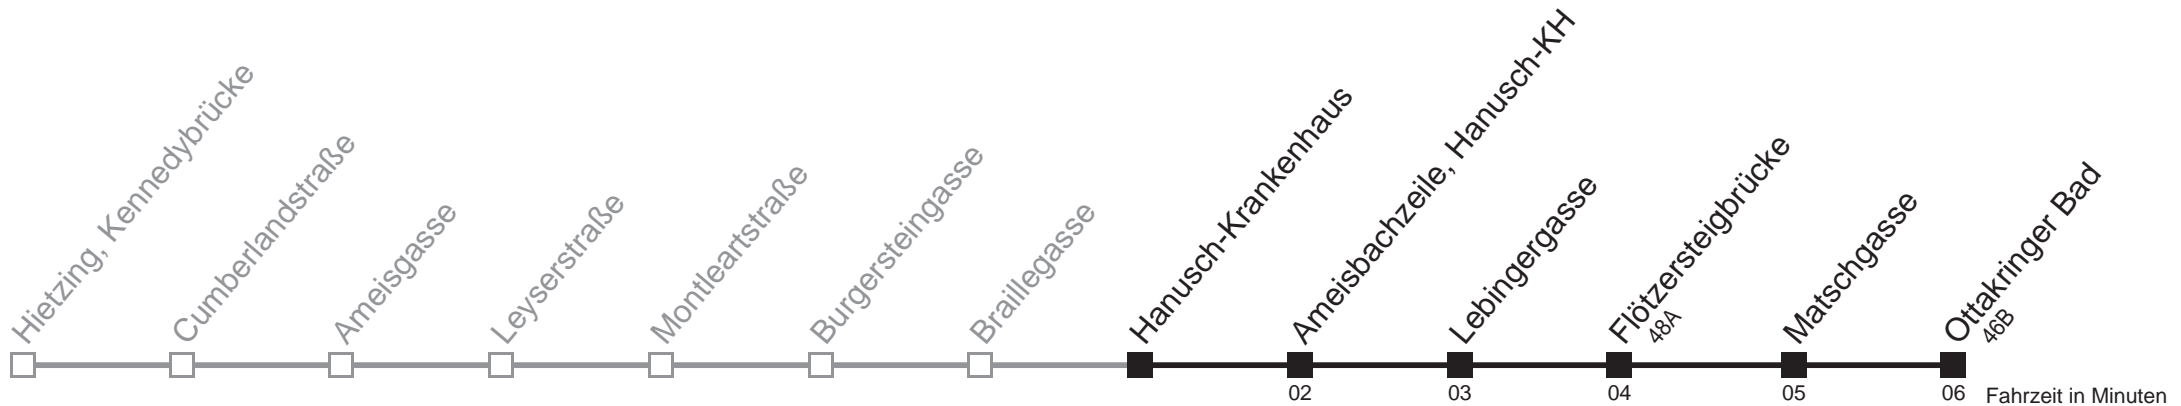 Hietzing, Kennedybrücke
Cumberlandstraße
Ameisgasse
Leyserstraße
Montleartstraße
Burgersteingasse
Braillegasse
Hanusch-Krankenhaus
Ameisbachzeile, Hanusch-KH
Lebingergasse
Flötzersteigbrücke
48A
Matschgasse
Ottakringer Bad
46B
02
03
04
05
06
Fahrzeit in Minuten